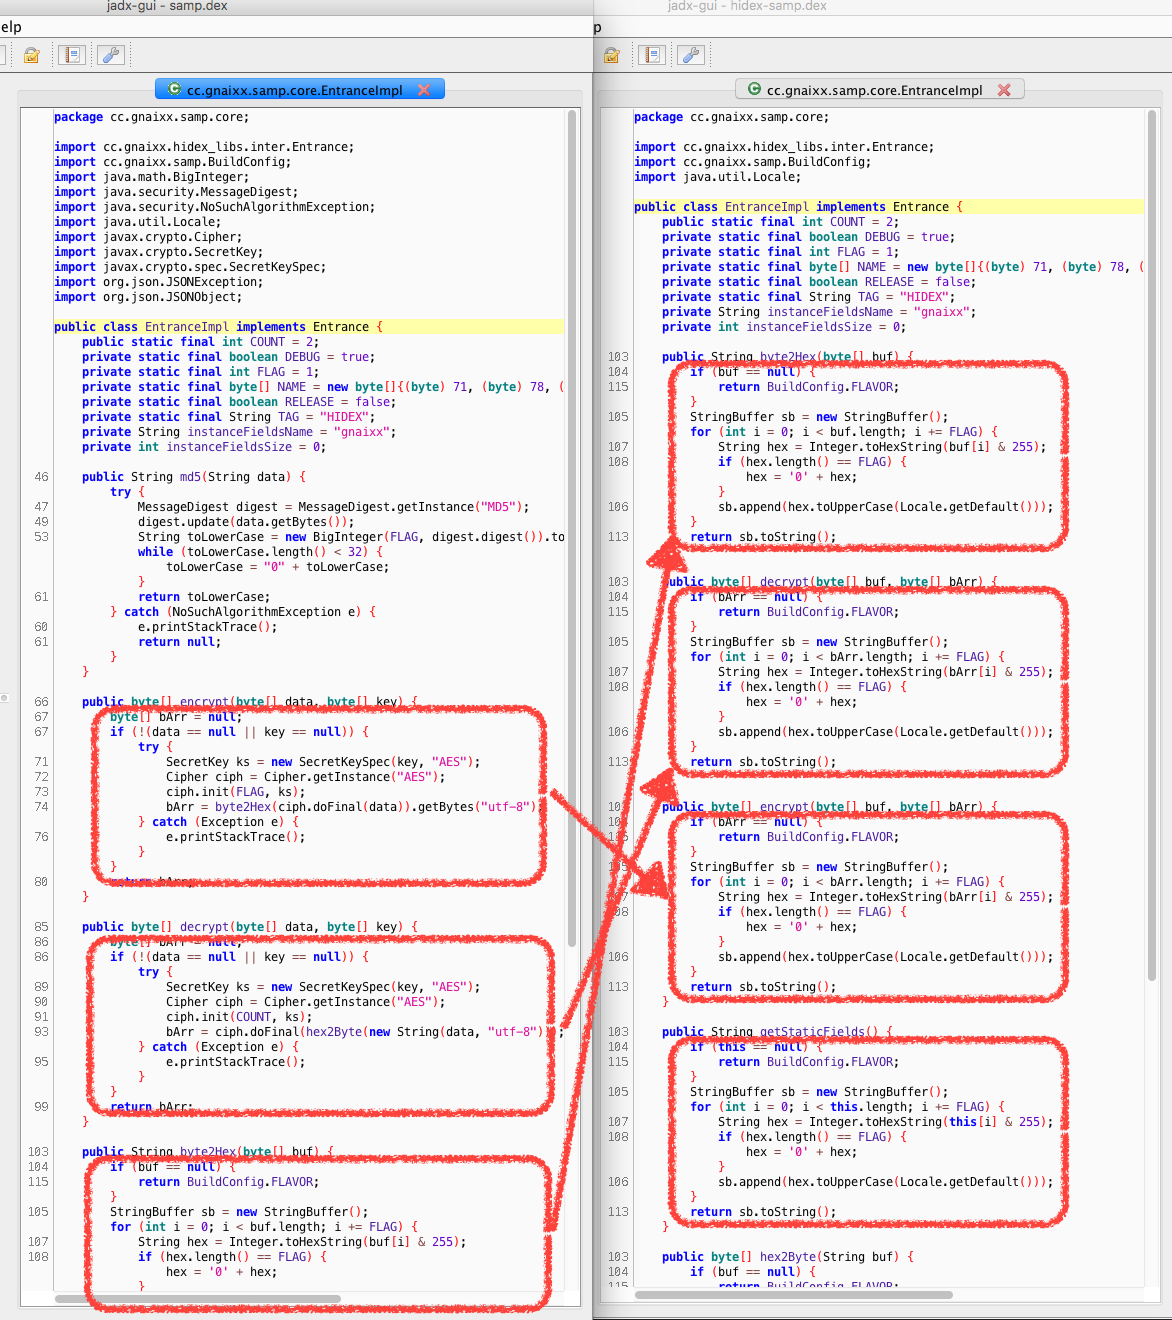 jadx-gui - samp.dex
elp
cc.gnaixx.samp.core.EntranceImpl
package cc.gnaixx.samp.core;
import cc.gnaixx.hidex_libs.inter.Entrance;
import cc.gnaixx.samp.BuildConfig;
import java.math.BigInteger;
import java.security.MessageDigest;
import java.security.NoSuchAlgorithmException;
import java.util.Locale;
import javax.crypto.Cipher;
import javax.crypto.SecretKey;
import javax.crypto.spec.SecretKeySpec;
import org.json.JSONException;
import org.json.JSONObject;
public class EntranceImpl implements Entrance {
public static final int COUNT = 2;
private static final boolean DEBUG = true;
private static final int FLAG = 1;
private static final byte[] NAME = new byte[]{(byte) 71, (byte) 78, (
private static final boolean RELEASE = false;
private static final String TAG = "HIDEX";
private String instanceFieldsName = "gnaixx";
private int instanceFieldsSize = 0;
46 public String md5(String data) {
try {
47 MessageDigest digest = MessageDigest.getInstance("MD5");
49 digest.update(data.getBytes());
53 String toLowerCase = new BigInteger(FLAG, digest.digest()).to
while (toLowerCase.length() < 32) {
toLowerCase = "0" + toLowerCase;
}
61 return toLowerCase;
} catch (NoSuchAlgorithmException e) {
60 e.printStackTrace();
61 return null;
}
}
66 public byte[] encrypt(byte[] data, byte[] key) {
67 byte[] bArr = null;
67 if (!(data == null || key == null)) {
try {
71 SecretKey ks = new SecretKeySpec(key, "AES");
72 Cipher ciph = Cipher.getInstance("AES");
73 ciph.init(FLAG, ks);
74 bArr = byte2Hex(ciph.doFinal(data)).getBytes("utf-8")
} catch (Exception e) {
76 e.printStackTrace();
}
}
80 return bArr;
}
85 public byte[] decrypt(byte[] data, byte[] key) {
86 byte[] bArr = null;
86 if (!(data == null || key == null)) {
try {
89 SecretKey ks = new SecretKeySpec(key, "AES");
90 Cipher ciph = Cipher.getInstance("AES");
91 ciph.init(COUNT, ks);
93 bArr = ciph.doFinal(hex2Byte(new String(data, "utf-8") ;
} catch (Exception e) {
95 e.printStackTrace();
}
}
99 return bArr;
}
103 public String byte2Hex(byte[] buf) {
104 if (buf == null) {
115 return BuildConfig.FLAVOR;
}
105 StringBuffer sb = new StringBuffer();
for (int i = 0; i < buf.length; i += FLAG) {
107 String hex = Integer.toHexString(buf[i] & 255);
108 if (hex.length() == FLAG) {
hex = '0' + hex;
}
jadx-gui - hidex-samp.dex
p
cc.gnaixx.samp.core.EntranceImpl
package cc.gnaixx.samp.core;
import cc.gnaixx.hidex_libs.inter.Entrance;
import cc.gnaixx.samp.BuildConfig;
import java.util.Locale;
public class EntranceImpl implements Entrance {
public static final int COUNT = 2;
private static final boolean DEBUG = true;
private static final int FLAG = 1;
private static final byte[] NAME = new byte[]{(byte) 71, (byte) 78, (
private static final boolean RELEASE = false;
private static final String TAG = "HIDEX";
private String instanceFieldsName = "gnaixx";
private int instanceFieldsSize = 0;
103 public String byte2Hex(byte[] buf) {
104 if (buf == null) {
115 return BuildConfig.FLAVOR;
}
105 StringBuffer sb = new StringBuffer();
for (int i = 0; i < buf.length; i += FLAG) {
107 String hex = Integer.toHexString(buf[i] & 255);
108 if (hex.length() == FLAG) {
hex = '0' + hex;
}
106 sb.append(hex.toUpperCase(Locale.getDefault()));
}
113 return sb.toString();
103 public byte[] decrypt(byte[] buf, byte[] bArr) {
104 if (bArr == null) {
115 return BuildConfig.FLAVOR;
}
105 StringBuffer sb = new StringBuffer();
for (int i = 0; i < bArr.length; i += FLAG) {
107 String hex = Integer.toHexString(bArr[i] & 255);
108 if (hex.length() == FLAG) {
hex = '0' + hex;
}
106 sb.append(hex.toUpperCase(Locale.getDefault()));
}
113 return sb.toString();
public byte[] encrypt(byte[] buf, byte[] bArr) {
if (bArr == null) {
return BuildConfig.FLAVOR;
}
StringBuffer sb = new StringBuffer();
for (int i = 0; i < bArr.length; i += FLAG) {
String hex = Integer.toHexString(bArr[i] & 255);
if (hex.length() == FLAG) {
hex = '0' + hex;
}
106 sb.append(hex.toUpperCase(Locale.getDefault()));
}
113 return sb.toString();
}
103 public String getStaticFields() {
104 if (this == null) {
115 return BuildConfig.FLAVOR;
}
105 StringBuffer sb = new StringBuffer();
for (int i = 0; i < this.length; i += FLAG) {
107 String hex = Integer.toHexString(this[i] & 255);
108 if (hex.length() == FLAG) {
hex = '0' + hex;
}
106 sb.append(hex.toUpperCase(Locale.getDefault()));
}
113 return sb.toString();
}
103 public byte[] hex2Byte(String buf) {
104 if (buf == null) {
115 return BuildConfig.FLAVOR;